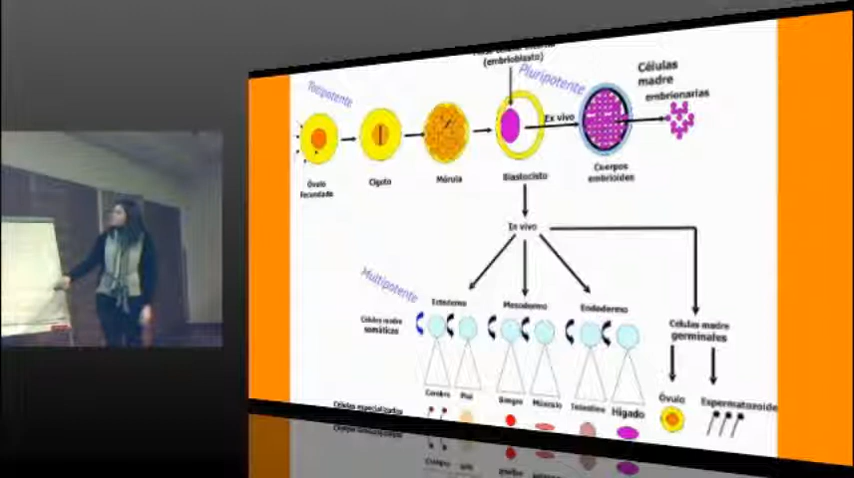 (embrioblasto)
Totipotente
Pluripotente
Células
madre
embrionarias
Ex vivo
Óvulo
fecundado
Cigoto
Mórula
Blastocisto
Cuerpos
embrioides
In vivo
Multipotente
Ectodermo
Mesodermo
Endodermo
Células madre
somáticas
Células madre
germinales
Cerebro
Piel
Sangre
Músculo
Intestino
Hígado
Óvulo
Espermatozoide
Células especializadas